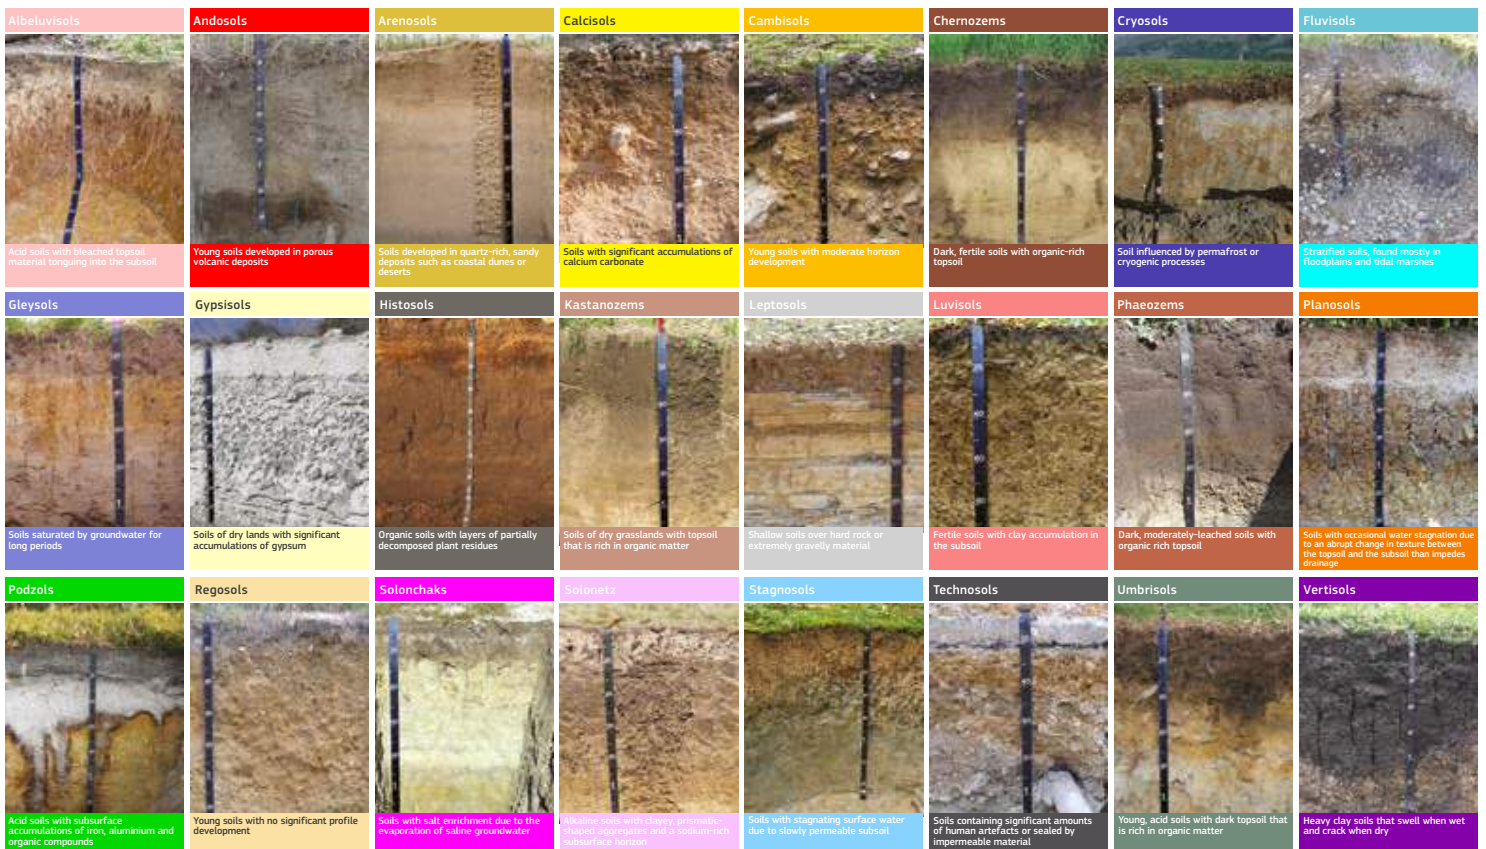 Albeluvisols
Acid soils with bleached topsoil
material tonguing into the subsoil
Andosols
Young soils developed in porous
volcanic deposits
Arenosols
Soils developed in quartz-rich, sandy
deposits such as coastal dunes or
deserts
Calcisols
Soils with significant accumulations of
calcium carbonate
Cambisols
Young soils with moderate horizon
development
Chernozems
Dark, fertile soils with organic-rich
topsoil
Cryosols
Soil influenced by permafrost or
cryogenic processes
Fluvisols
Stratified soils, found mostly in
floodplains and tidal marshes
Gleysols
Soils saturated by groundwater for
long periods
Gypsisols
Soils of dry lands with significant
accumulations of gypsum
Histosols
Organic soils with layers of partially
decomposed plant residues
Kastanozems
Soils of dry grasslands with topsoil
that is rich in organic matter
Leptosols
Shallow soils over hard rock or
extremely gravelly material
Luvisols
Fertile soils with clay accumulation in
the subsoil
Phaeozems
Dark, moderately-leached soils with
organic rich topsoil
Planosols
Soils with occasional water stagnation due
to an abrupt change in texture between
the topsoil and the subsoil than impedes
drainage
Podzols
Acid soils with subsurface
accumulations of iron, aluminium and
organic compounds
Regosols
Young soils with no significant profile
development
Solonchaks
Soils with salt enrichment due to the
evaporation of saline groundwater
Solonetz
Alkaline soils with clayey, prismatic-
shaped aggregates and a sodium-rich
subsurface horizon
Stagnosols
Soils with stagnating surface water
due to slowly permeable subsoil
Technosols
Soils containing significant amounts
of human artefacts or sealed by
impermeable material
Umbrisols
Young, acid soils with dark topsoil that
is rich in organic matter
Vertisols
Heavy clay soils that swell when wet
and crack when dry